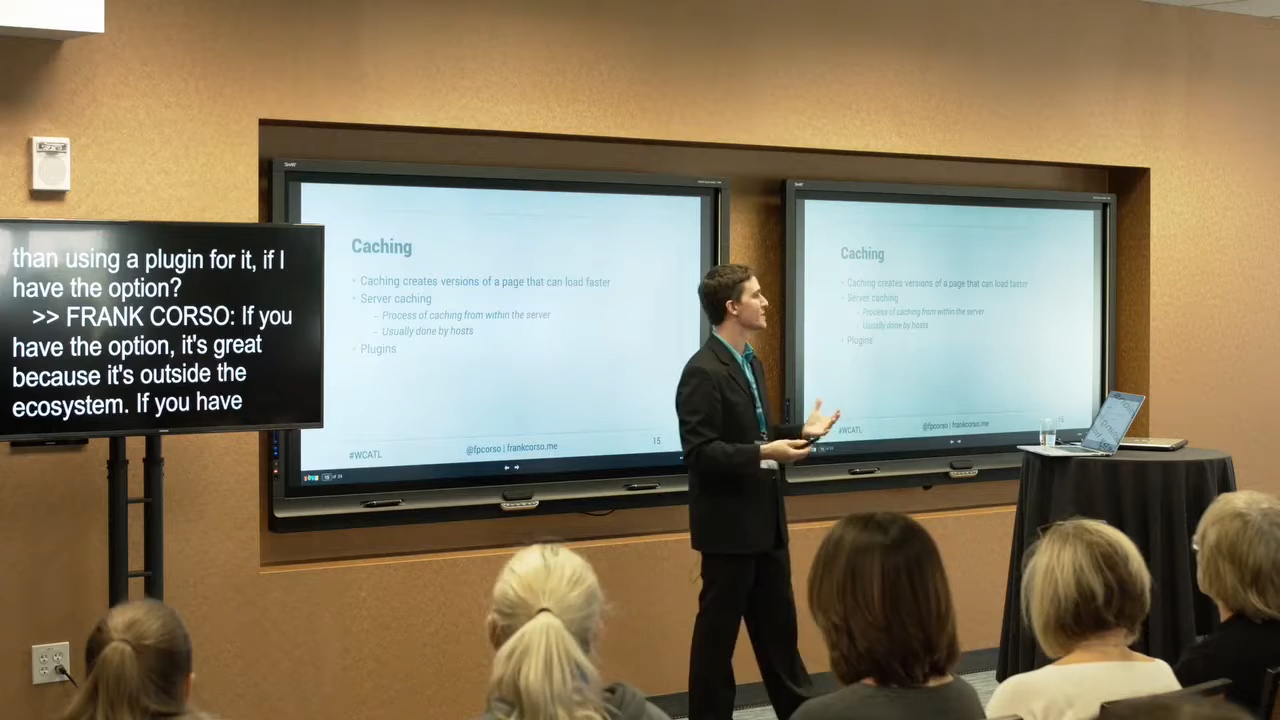 than using a plugin for it, if I
have the option?
>> FRANK CORSO: If you
have the option, it's great
because it's outside the
ecosystem. If you have
Caching
Caching creates versions of a page that can load faster
Server caching
- Process of caching from within the server
- Usually done by hosts
Plugins
#WCATL
@fpcorso | frankcorso.me
15
Caching
Caching creates versions of a page that can load faster
Server caching
- Process of caching from within the server
- Usually done by hosts
Plugins
#WCATL
@fpcorso | frankcorso.me
15